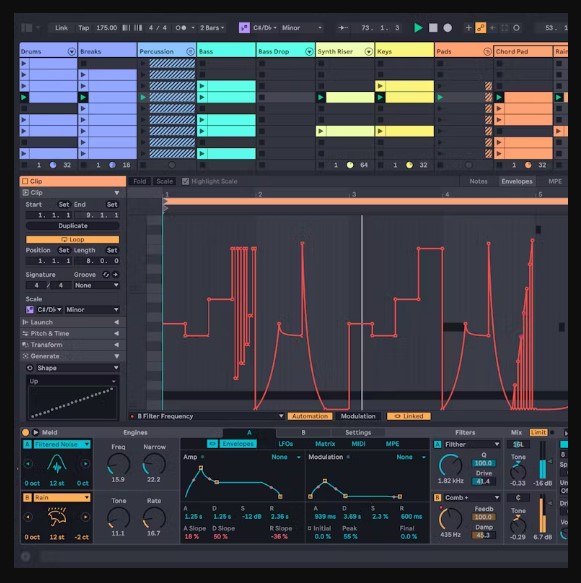 Link Tap 175.00 4 / 4 2 Bars C#/Db Minor 73. 1. 3 53. 1
Drums Breaks Percussion Bass Bass Drop Synth Riser Keys Pads Chord Pad Rain
1 32 1 16 1 64 1 32 1 32
Clip Fold Scale Highlight Scale Notes Envelopes MPE
Clip 1 2 3 4 5
Start Set End Set
1. 1. 1 9. 1. 1
Duplicate
Loop
Position Set Length Set
1. 1. 1 8. 0. 0
Signature Groove
4 / 4 None
Scale
C#/Db Minor
Launch
Pitch & Time
Transform
Generate
Shape
Up
B Filter Frequency Automation Modulation Linked
Meld Engines A B Settings Filters Mix Limit
A Filtered Noise Freq Narrow Envelopes LFOs Matrix MIDI MPE A Filther SGL
Amp None Modulation None Q Tone
100.0
Drive
0 oct 12 st 0 ct 15.9 22.2 1.82 kHz 41.4 -0.33 -16 dB
B Rain Tone Rate A D S R A D S R B Comb + C
1.25 s 1.25 s -12 dB 2.36 s 939 ms 3.68 s 2.3 % 600 ms Feedb Tone
A Slope D Slope R Slope Initial Peak Final 100.0
Damp
0 oct 12 st -2 ct 11.1 16.7 18 % 50 % -36 % 0.0 % 55 % 0.0 % 435 Hz 45.3 -0.29 6.7 dB